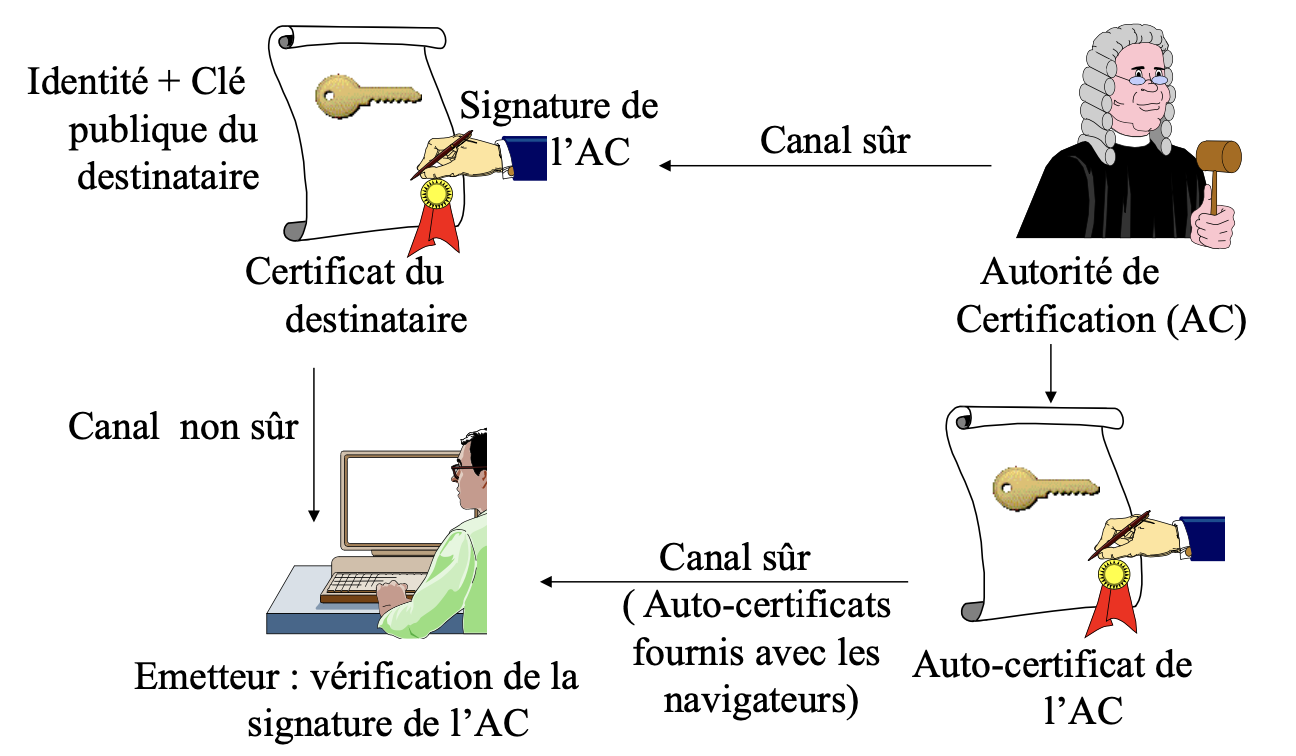 Identité + Clé
publique du
destinataire
Signature de
l’AC
Canal sûr
Certificat du
destinataire
Autorité de
Certification (AC)
Canal  non sûr
Canal sûr
( Auto-certificats
fournis avec les
navigateurs)
Auto-certificat de
l’AC
Emetteur : vérification de la
signature de l’AC